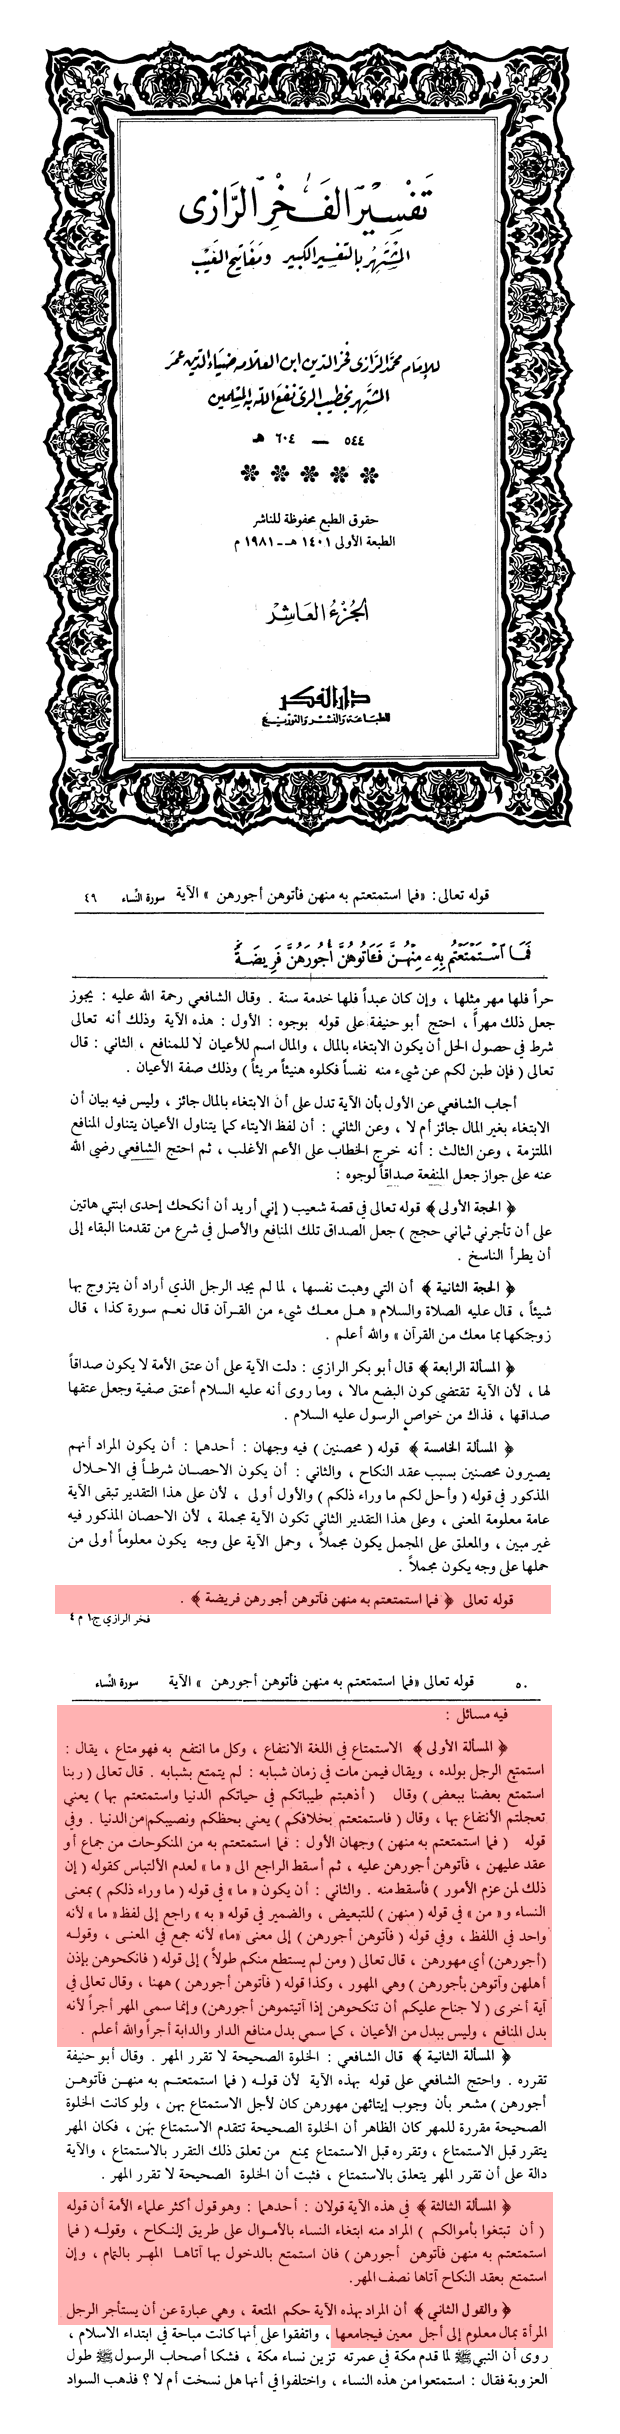 تفسير الفخر الرازى
المشتهر بالتفسير الكبير ومفاتيح الغيب
للإمام محمد الرازى فخر الدين ابن العلامه ضياء الدين عمر
المشتهر بخطيب الرى نفع الله به المسلمين
٥٤٤ — ٦٠٤ هـ
حقوق الطبع محفوظة للناشر
الطبعة الأولى ١٤٠١ هـ - ١٩٨١ م
الجزء العاشر
دار الفكر
للطباعة والنشر والتوزيع
قوله تعالى: «فما استمتعتم به منهن فأتوهن أجورهن» الآية سورة النساء ٤٩
فَمَا ٱسْتَمْتَعْتُم بِهِۦ مِنْهُنَّ فَـَٔاتُوهُنَّ أُجُورَهُنَّ فَرِيضَةً
حراً فلها مهر مثلها ، وإن كان عبداً فلها خدمة سنة . وقال الشافعي رحمة الله عليه : يجوز
جعل ذلك مهراً ، احتج أبو حنيفة على قوله بوجوه : الأول : هذه الآية وذلك أنه تعالى
شرط في حصول الحل أن يكون الابتغاء بالمال ، والمال اسم للأعيان لا للمنافع ، الثاني : قال
تعالى ( فإن طبن لكم عن شيء منه نفساً فكلوه هنيئاً مريئاً ) وذلك صفة الأعيان .
أجاب الشافعي عن الأول بأن الآية تدل على أن الابتغاء بالمال جائز ، وليس فيه بيان أن
الابتغاء بغير المال جائز أم لا ، وعن الثاني : أن لفظ الايتاء كما يتناول الأعيان يتناول المنافع
الملتزمة ، وعن الثالث : أنه خرج الخطاب على الأعم الأغلب ، ثم احتج الشافعي رضي الله
عنه على جواز جعل المنفعة صداقاً لوجوه :
﴿ الحجة الأولى ﴾ قوله تعالى في قصة شعيب ( إني أريد أن أنكحك إحدى ابنتي هاتين
على أن تأجرني ثماني حجج ) جعل الصداق تلك المنافع والأصل في شرع من تقدمنا البقاء إلى
أن يطرأ الناسخ .
﴿ الحجة الثانية ﴾ أن التي وهبت نفسها ، لما لم يجد الرجل الذي أراد أن يتزوج بها
شيئاً ، قال عليه الصلاة والسلام « هل معك شيء من القرآن قال نعم سورة كذا ، قال
زوجتكها بما معك من القرآن » والله أعلم .
﴿ المسألة الرابعة ﴾ قال أبو بكر الرازي : دلت الآية على أن عتق الأمة لا يكون صداقاً
لها ، لأن الآية تقتضي كون البضع مالا ، وما روى أنه عليه السلام أعتق صفية وجعل عتقها
صداقها ، فذاك من خواص الرسول عليه السلام .
﴿ المسألة الخامسة ﴾ قوله ( محصنين ) فيه وجهان : أحدهما : أن يكون المراد أنهم
يصيرون محصنين بسبب عقد النكاح ، والثاني : أن يكون الاحصان شرطاً في الاحلال
المذكور في قوله ( وأحل لكم ما وراء ذلكم ) والأول أولى ، لأن على هذا التقدير تبقى الآية
عامة معلومة المعنى ، وعلى هذا التقدير الثاني تكون الآية مجملة ، لأن الاحصان المذكور فيه
غير مبين ، والمعلق على المجمل يكون مجملاً ، وحمل الآية على وجه يكون معلوماً أولى من
حملها على وجه يكون مجملاً .
قوله تعالى ﴿ فما استمتعتم به منهن فآتوهن أجورهن فريضة ﴾ .
فخر الرازي ج١٠ م ٤
٥٠ قوله تعالى «فما استمتعتم به منهن فأتوهن أجورهن » الآية سورة النساء
فيه مسائل :
﴿ المسألة الأولى ﴾ الاستمتاع في اللغة الانتفاع ، وكل ما انتفع به فهو متاع ، يقال :
استمتع الرجل بولده ، ويقال فيمن مات في زمان شبابه : لم يتمتع بشبابه . قال تعالى ( ربنا
استمتع بعضنا ببعض ) وقال ( أذهبتم طيباتكم في حياتكم الدنيا واستمتعتم بها ) يعني
تعجلتم الأنتفاع بها ، وقال ( فاستمتعتم بخلافكم ) يعني بحظكم ونصيبكم من الدنيا . وفي
قوله ( فما استمتعتم به منهن ) وجهان الأول : فما استمتعتم به من المنكوحات من جماع أو
عقد عليهن ، فآتوهن أجورهن عليه ، ثم أسقط الراجع الى « ما » لعدم الألتباس كقوله ( إن
ذلك لمن عزم الأمور ) فأسقط منه . والثاني : أن يكون « ما » في قوله ( ما وراء ذلكم ) بمعنى
النساء و « من » في قوله ( منهن ) للتبعيض ، والضمير في قوله « به » راجع إلى لفظ « ما » لأنه
واحد في اللفظ ، وفي قوله ( فآتوهن أجورهن ) إلى معنى «ما» لأنه جمع في المعنى ، وقوله
(أجورهن) أي مهورهن ، قال تعالى ( ومن لم يستطع منكم طولاً ) إلى قوله ( فانكحوهن بإذن
أهلهن وآتوهن بأجورهن ) وهي المهور ، وكذا قوله ( فآتوهن أجورهن ) ههنا ، وقال تعالى في
آية أخرى ( لا جناح عليكم أن تنكحوهن إذا آتيتموهن أجورهن) وإنما سمى المهر أجراً لأنه
بدل المنافع ، وليس ببدل من الأعيان ، كما سمي بدل منافع الدار والدابة أجراً والله أعلم .
﴿ المسألة الثانية ﴾ قال الشافعي : الخلوة الصحيحة لا تقرر المهر . وقال أبو حنيفة
تقرره . واحتج الشافعي على قوله بهذه الآية لأن قوله ( فما استمتعتم به منهن فآتوهن
أجورهن ) مشعر بأن وجوب إيتائهن مهورهن كان لأجل الاستمتاع بهن ، ولو كانت الخلوة
الصحيحة مقررة للمهر كان الظاهر أن الخلوة الصحيحة تتقدم الاستمتاع بهن ، فكان المهر
يتقرر قبل الاستمتاع ، وتقرره قبل الاستمتاع يمنع من تعلق ذلك التقرر بالاستمتاع ، والآية
دالة على أن تقرر المهر يتعلق بالاستمتاع ، فثبت أن الخلوة الصحيحة لا تقرر المهر .
﴿ المسألة الثالثة ﴾ في هذه الآية قولان : أحدهما : وهو قول أكثر علماء الأمة أن قوله
( أن تبتغوا بأموالكم ) المراد منه ابتغاء النساء بالأموال على طريق النكاح ، وقوله ( فما
استمتعتم به منهن فآتوهن أجورهن ) فان استمتع بالدخول بها آتاها المهر بالتمام ، وإن
استمتع بعقد النكاح آتاها نصف المهر.
﴿ والقول الثاني ﴾ أن المراد بهذه الآية حكم المتعة ، وهي عبارة عن أن يستأجر الرجل
المرأة بمال معلوم إلى أجل معين فيجامعها ، واتفقوا على أنها كانت مباحة في ابتداء الاسلام ،
روى أن النبي ﷺ لما قدم مكة في عمرته تزين نساء مكة ، فشكا أصحاب الرسول ﷺ طول
العزوبة فقال : استمتعوا من هذه النساء ، واختلفوا في أنها هل نسخت أم لا ؟ فذهب السواد